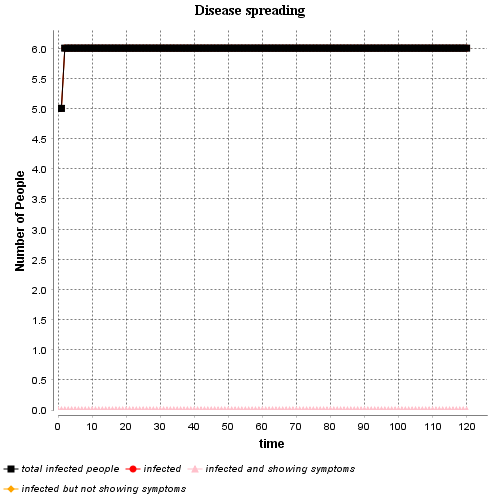 Disease spreading
Number of People
6.0
5.5
5.0
4.5
4.0
3.5
3.0
2.5
2.0
1.5
1.0
0.5
0.0
0 10 20 30 40 50 60 70 80 90 100 110 120
time
total infected people infected infected and showing symptoms
infected but not showing symptoms